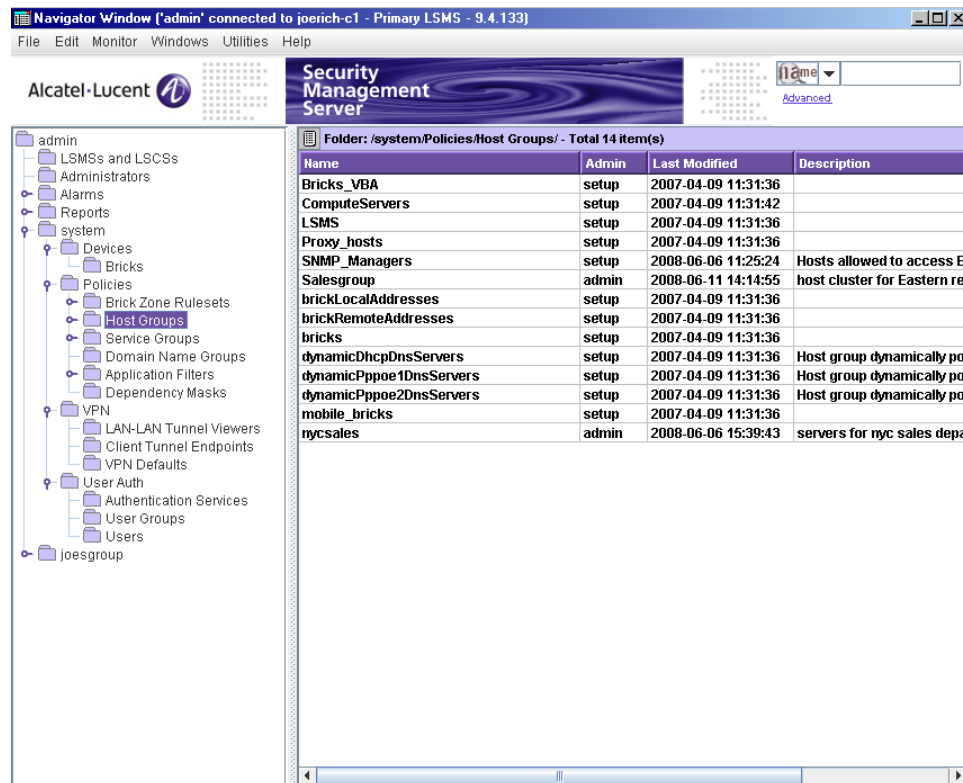 Navigator Window ('admin' connected to joerich-c1 - Primary LSMS - 9.4.133)
File Edit Monitor Windows Utilities Help
Alcatel·Lucent
Security
Management
Server
name
Advanced
admin
LSMSs and LSCSs
Administrators
Alarms
Reports
system
Devices
Bricks
Policies
Brick Zone Rulesets
Host Groups
Service Groups
Domain Name Groups
Application Filters
Dependency Masks
VPN
LAN-LAN Tunnel Viewers
Client Tunnel Endpoints
VPN Defaults
User Auth
Authentication Services
User Groups
Users
joesgroup
Folder: /system/Policies/Host Groups/ - Total 14 item(s)
Name Admin Last Modified Description
Bricks_VBA setup 2007-04-09 11:31:36
ComputeServers setup 2007-04-09 11:31:42
LSMS setup 2007-04-09 11:31:36
Proxy_hosts setup 2007-04-09 11:31:36
SNMP_Managers setup 2008-06-06 11:25:24 Hosts allowed to access
Salesgroup admin 2008-06-11 14:14:55 host cluster for Eastern re
brickLocalAddresses setup 2007-04-09 11:31:36
brickRemoteAddresses setup 2007-04-09 11:31:36
bricks setup 2007-04-09 11:31:36
dynamicDhcpDnsServers setup 2007-04-09 11:31:36 Host group dynamically po
dynamicPppoe1DnsServers setup 2007-04-09 11:31:36 Host group dynamically po
dynamicPppoe2DnsServers setup 2007-04-09 11:31:36 Host group dynamically po
mobile_bricks setup 2007-04-09 11:31:36
nycsales admin 2008-06-06 15:39:43 servers for nyc sales depa